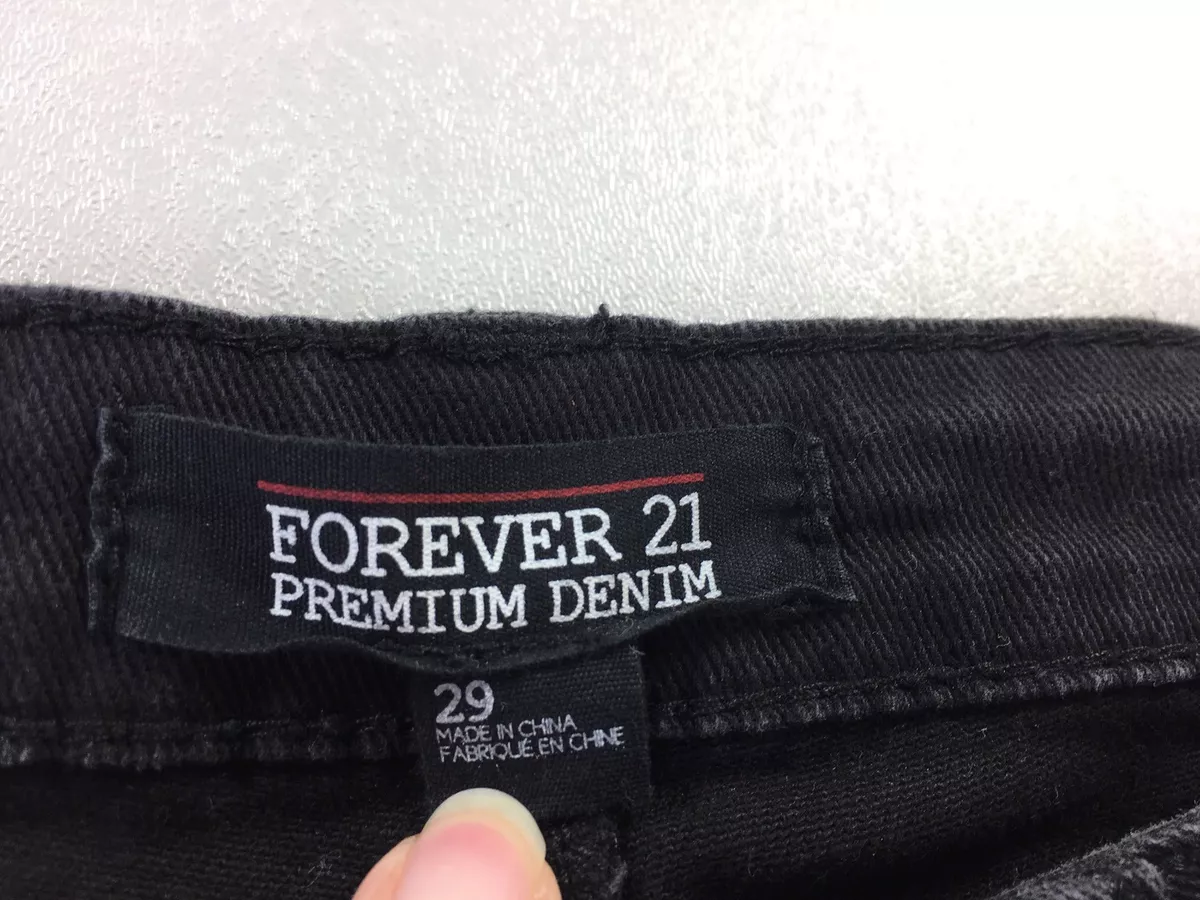 FOREVER 21
PREMIUM DENIM
29
MADE IN CHINA
FABRIQUÉ EN CHINE